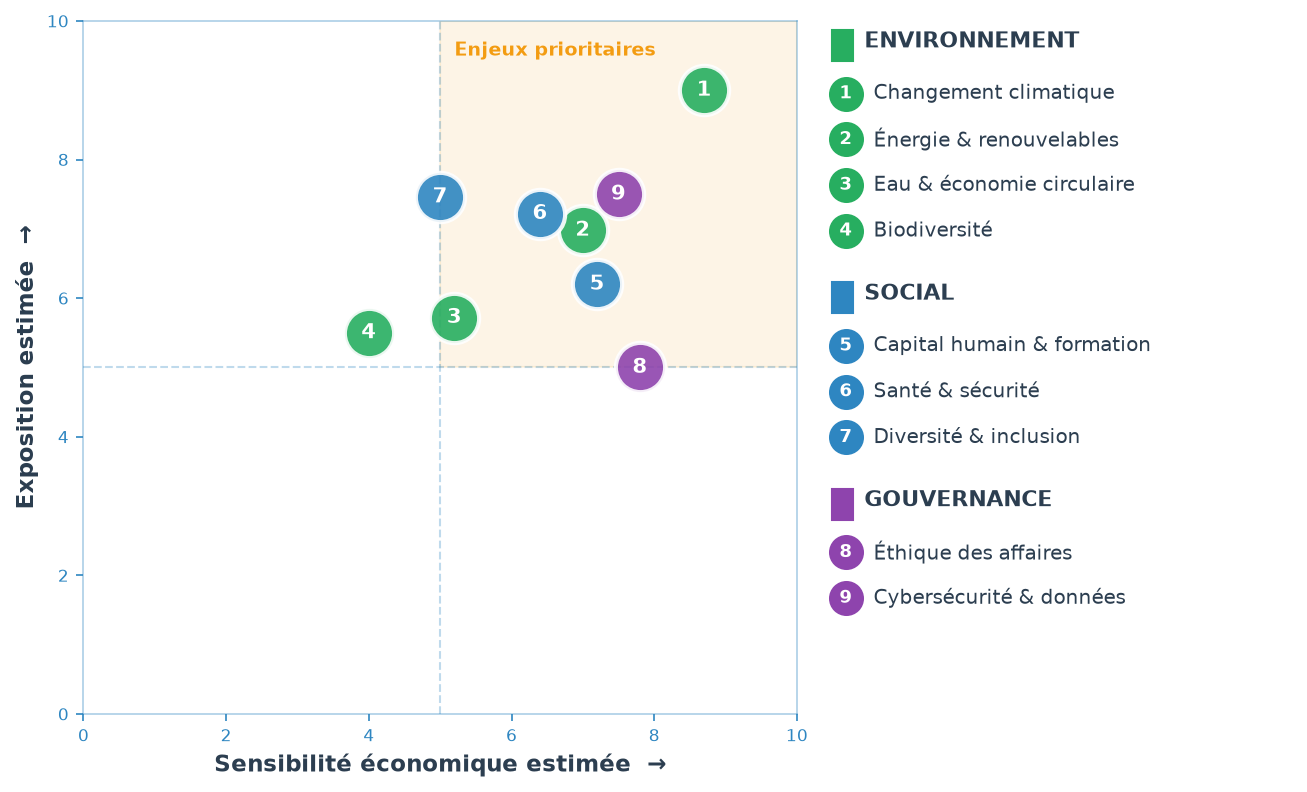 10
8
6
4
2
0
0 2 4 6 8 10
Exposition estimée →
Sensibilité économique estimée →
Enjeux prioritaires
1
9
7
6
2
5
3
4
8
ENVIRONNEMENT
1 Changement climatique
2 Énergie & renouvelables
3 Eau & économie circulaire
4 Biodiversité
SOCIAL
5 Capital humain & formation
6 Santé & sécurité
7 Diversité & inclusion
GOUVERNANCE
8 Éthique des affaires
9 Cybersécurité & données